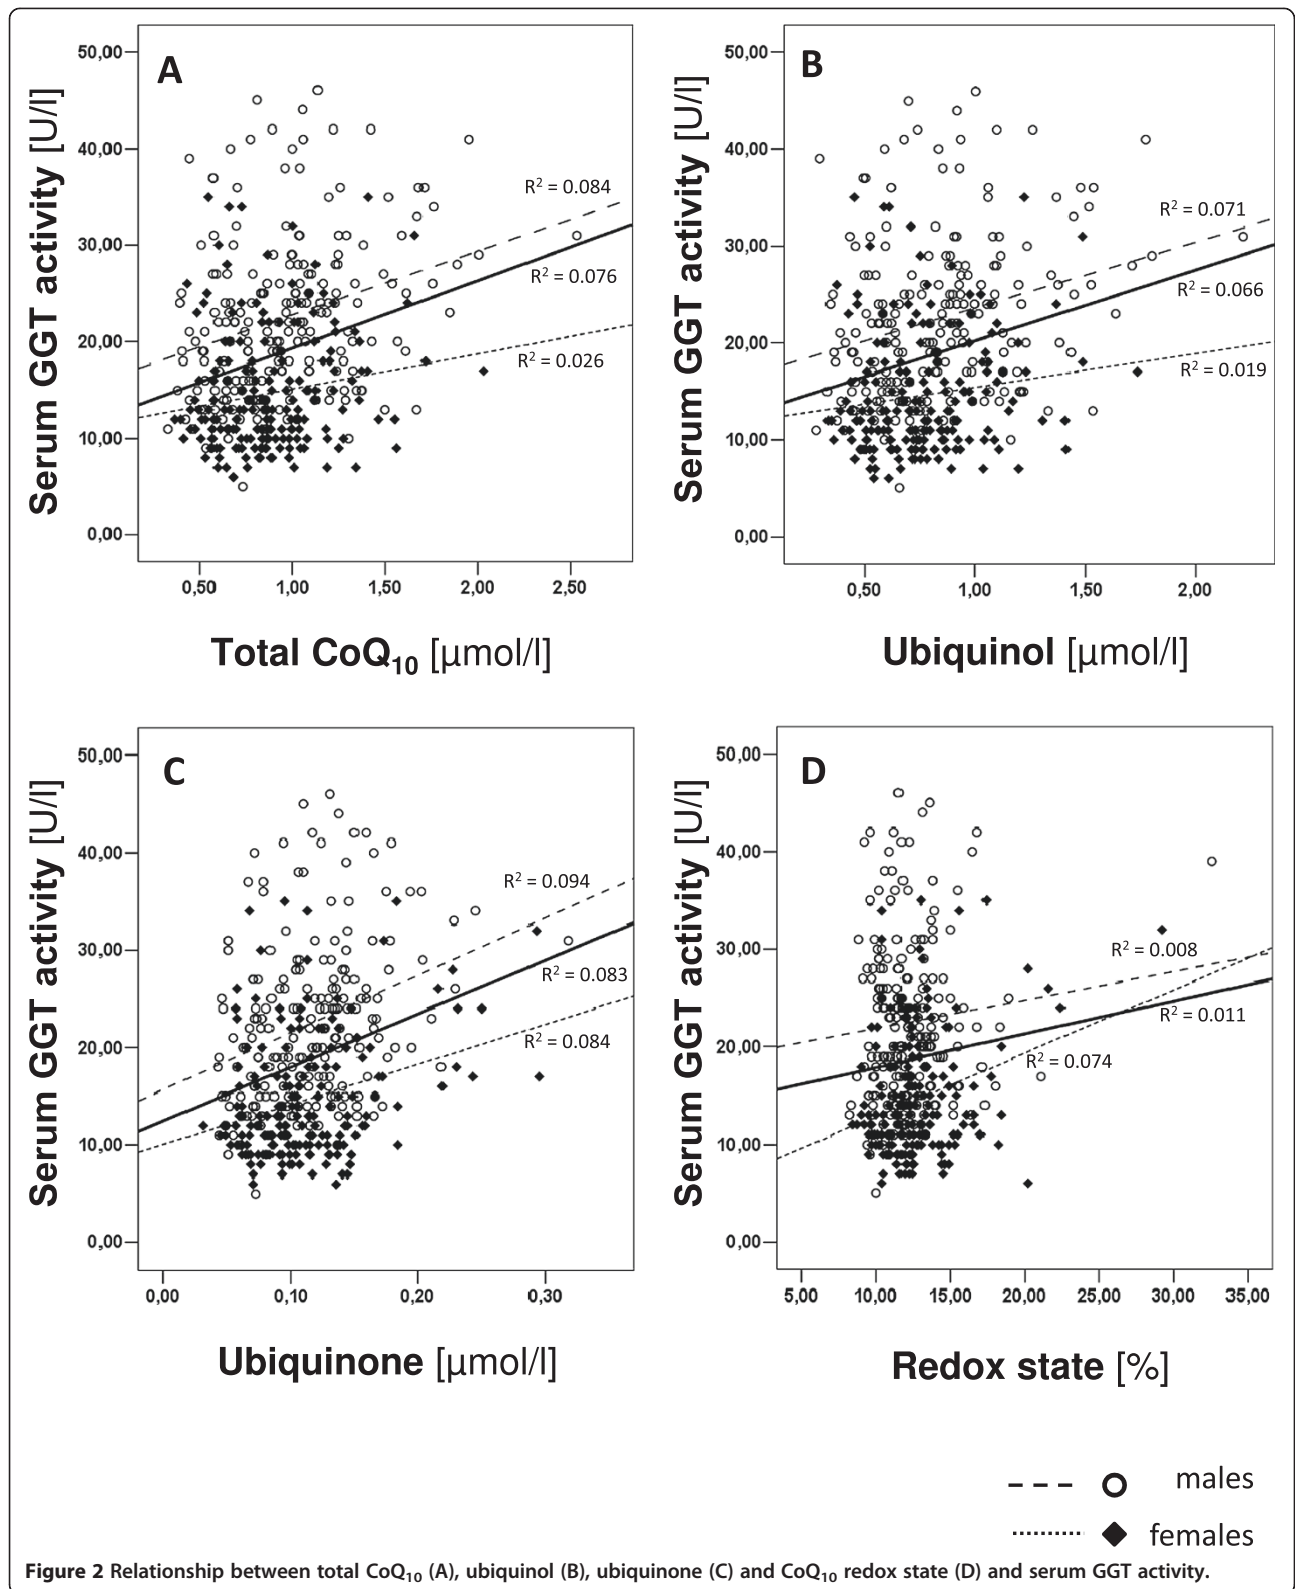 A
Serum GGT activity [U/l]
50,00
40,00
30,00
20,00
10,00
0,00
R² = 0.084
R² = 0.076
R² = 0.026
0,50 1,00 1,50 2,00 2,50
Total CoQ₁₀ [µmol/l]
B
Serum GGT activity [U/l]
50,00
40,00
30,00
20,00
10,00
0,00
R² = 0.071
R² = 0.066
R² = 0.019
0,50 1,00 1,50 2,00
Ubiquinol [µmol/l]
C
Serum GGT activity [U/l]
50,00
40,00
30,00
20,00
10,00
0,00
R² = 0.094
R² = 0.083
R² = 0.084
0,00 0,10 0,20 0,30
Ubiquinone [µmol/l]
D
Serum GGT activity [U/l]
50,00
40,00
30,00
20,00
10,00
0,00
R² = 0.008
R² = 0.011
R² = 0.074
5,00 10,00 15,00 20,00 25,00 30,00 35,00
Redox state [%]
males
females
Figure 2 Relationship between total CoQ₁₀ (A), ubiquinol (B), ubiquinone (C) and CoQ₁₀ redox state (D) and serum GGT activity.